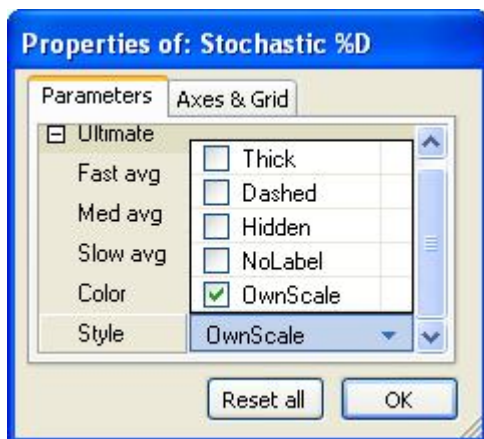 Properties of: Stochastic %D
Parameters Axes & Grid
Ultimate
Thick
Fast avg
Dashed
Med avg
Hidden
Slow avg
NoLabel
Color
OwnScale
Style OwnScale
Reset all OK